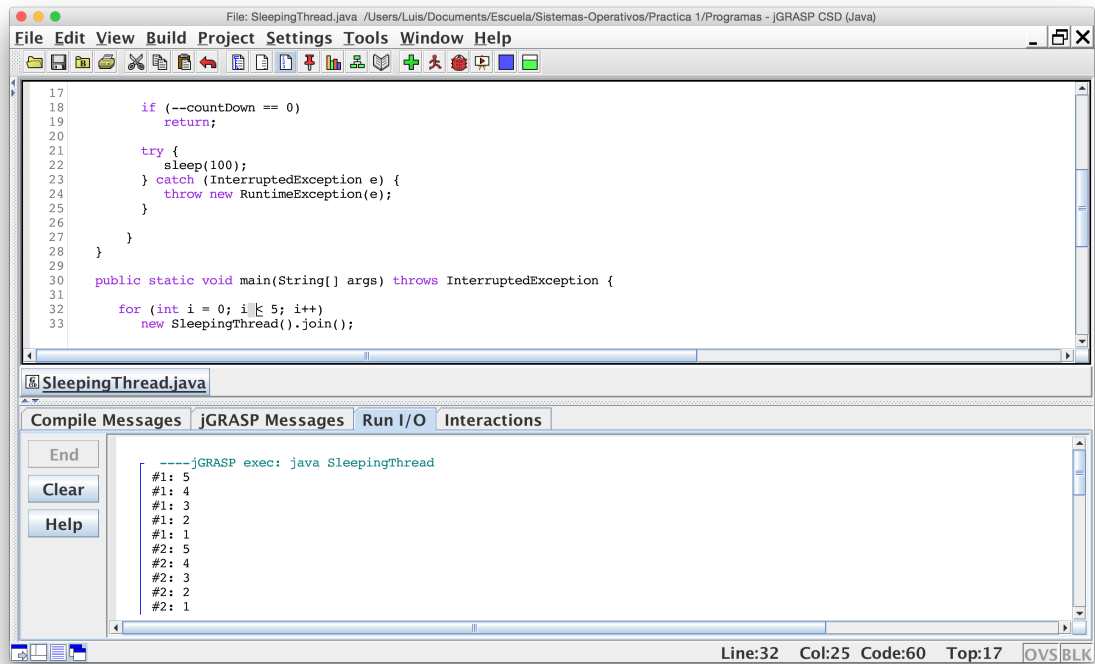 File: SleepingThread.java /Users/Luis/Documents/Escuela/Sistemas-Operativos/Practica 1/Programas - jGRASP CSD (Java)
File Edit View Build Project Settings Tools Window Help
17
18 if (--countDown == 0)
19 return;
20
21 try {
22 sleep(100);
23 } catch (InterruptedException e) {
24 throw new RuntimeException(e);
25 }
26
27 }
28 }
29
30 public static void main(String[] args) throws InterruptedException {
31
32 for (int i = 0; i < 5; i++)
33 new SleepingThread().join();
SleepingThread.java
Compile Messages jGRASP Messages Run I/O Interactions
End
Clear
Help
----jGRASP exec: java SleepingThread
#1: 5
#1: 4
#1: 3
#1: 2
#1: 1
#2: 5
#2: 4
#2: 3
#2: 2
#2: 1
Line:32 Col:25 Code:60 Top:17 OVS BLK